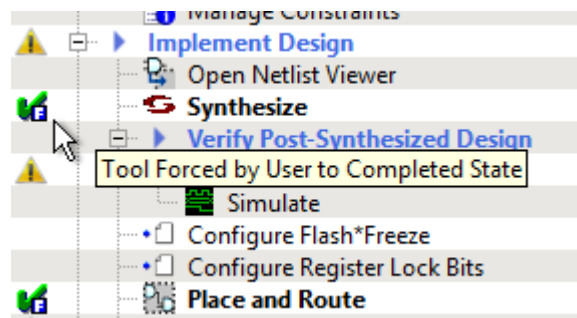 Manage Constraints
Implement Design
Open Netlist Viewer
Synthesize
Verify Post-Synthesized Design
Tool Forced by User to Completed State
Simulate
Configure Flash*Freeze
Configure Register Lock Bits
Place and Route